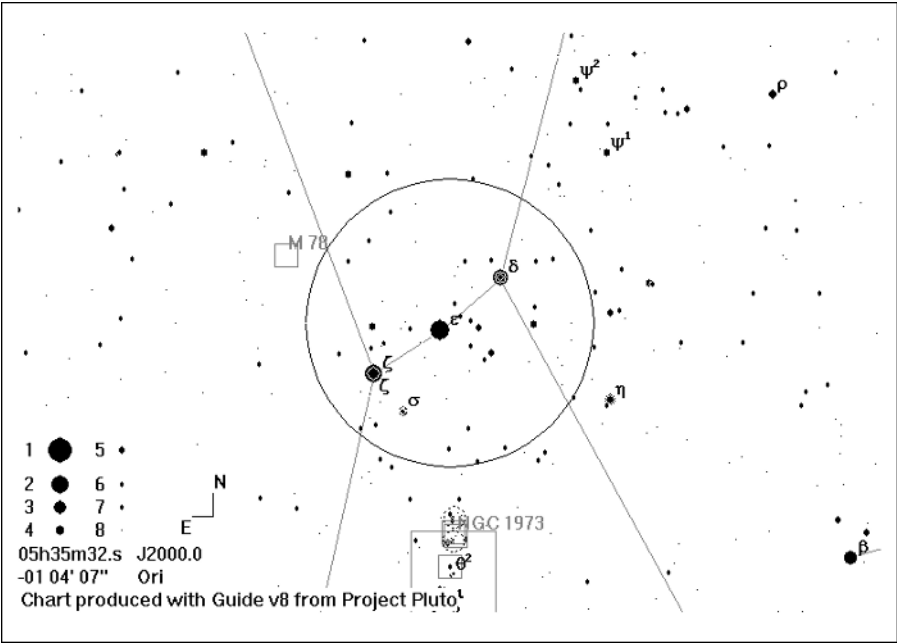 ψ²
ρ
ψ¹
M 78
δ
ε
ζ
ζ
σ
η
1 5
2 6
3 7
4 8
N
E
NGC 1973
θ²
β
05h35m32.s J2000.0
-01 04' 07" Ori
Chart produced with Guide v8 from Project Pluto
1